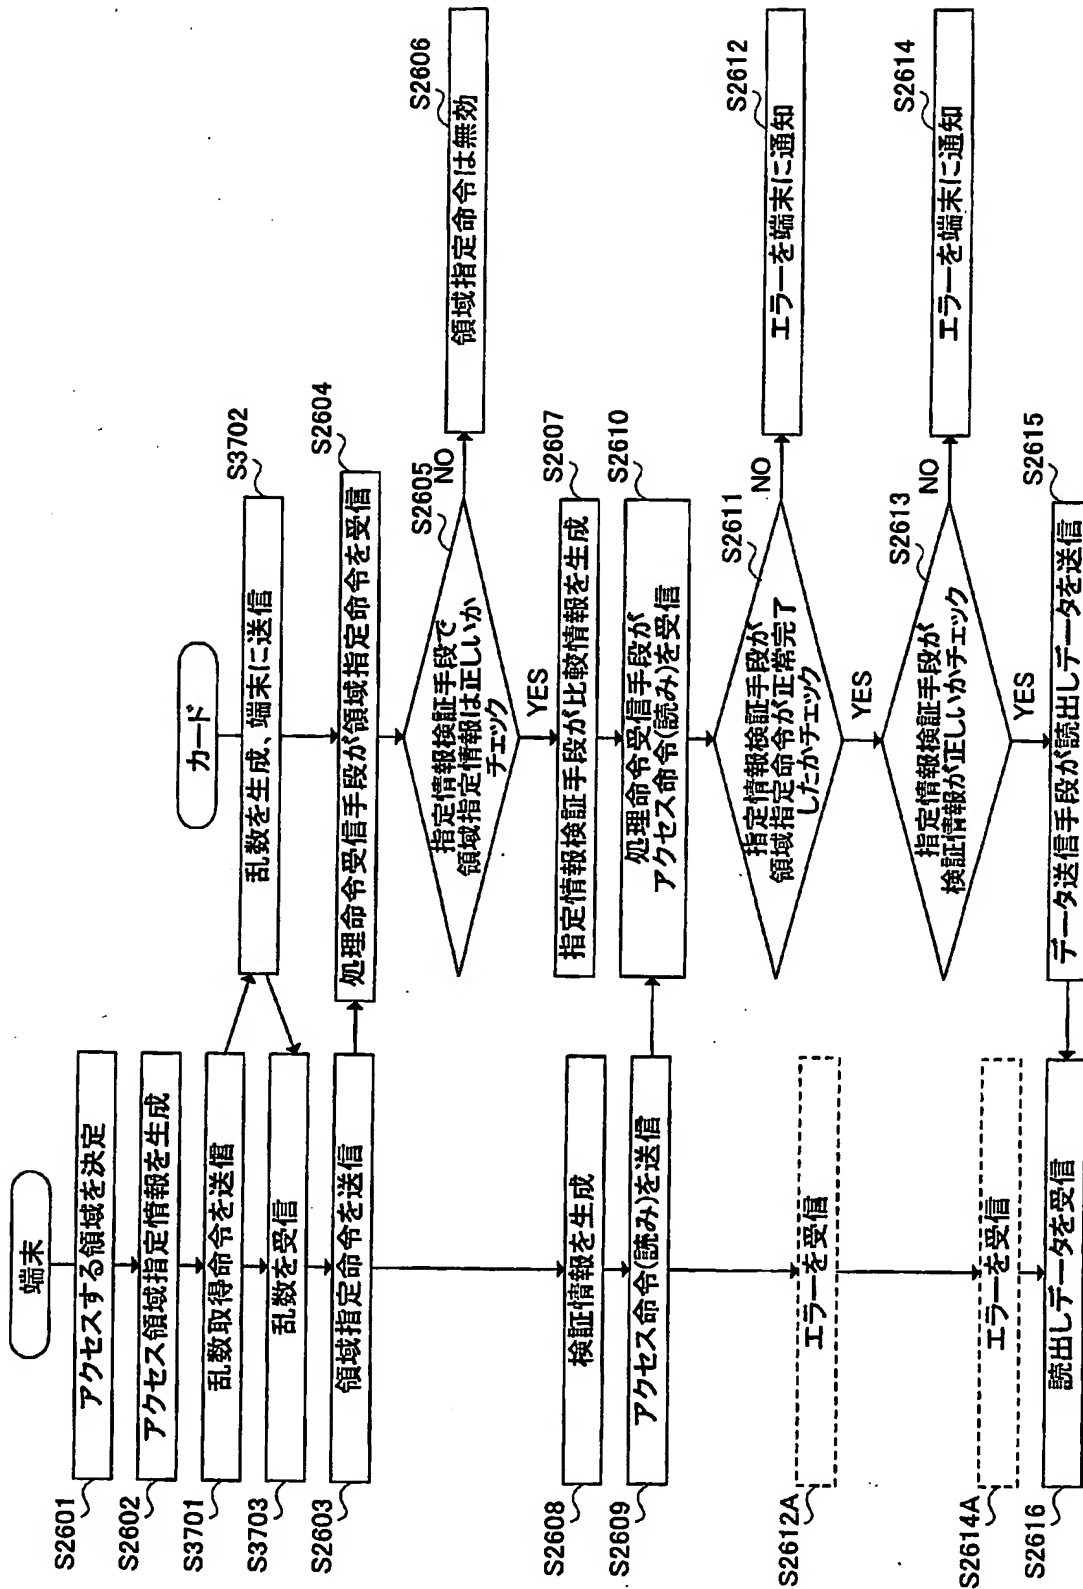 端末
S2601
アクセスする領域を決定
S2602
アクセス領域指定情報を生成
S3701
乱数取得命令を送信
S3703
乱数を受信
S2603
領域指定命令を送信
S2608
検証情報を生成
S2609
アクセス命令(読み)を送信
S2612A
エラーを受信
S2614A
エラーを受信
S2616
読出しデータを受信
カード
S3702
乱数を生成、端末に送信
S2604
処理命令受信手段が領域指定命令を受信
S2605
指定情報検証手段で
領域指定情報は正しいか
チェック
NO
S2606
領域指定命令は無効
YES
S2607
指定情報検証手段が比較情報を生成
S2610
処理命令受信手段が
アクセス命令(読み)を受信
S2611
指定情報検証手段が
領域指定命令が正常完了
したかチェック
NO
S2612
エラーを端末に通知
YES
S2613
指定情報検証手段が
検証情報が正しいかチェック
NO
S2614
エラーを端末に通知
YES
S2615
データ送信手段が読出しデータを送信